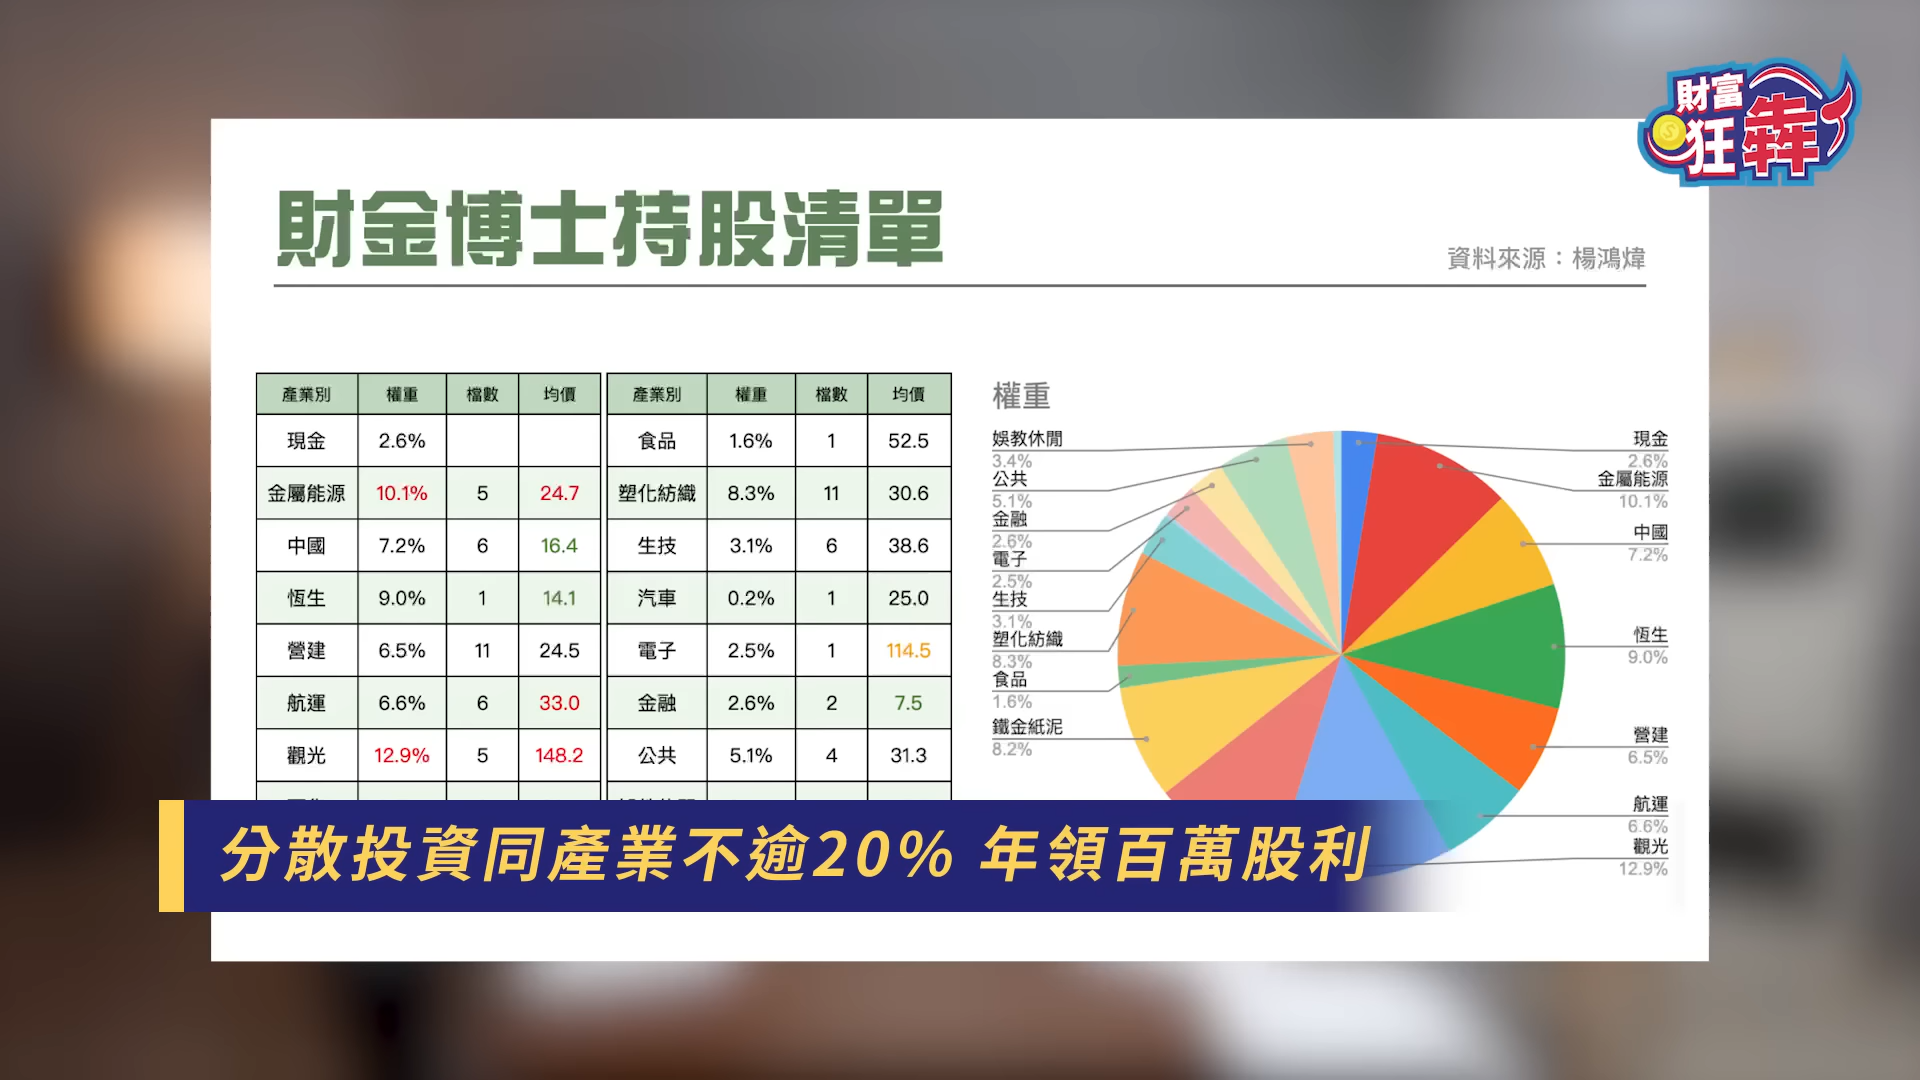 財富
狂犇
財金博士持股清單
資料來源：楊鴻煒
產業別 權重 檔數 均價 產業別 權重 檔數 均價
現金 2.6% 食品 1.6% 1 52.5
金屬能源 10.1% 5 24.7 塑化紡織 8.3% 11 30.6
中國 7.2% 6 16.4 生技 3.1% 6 38.6
恆生 9.0% 1 14.1 汽車 0.2% 1 25.0
營建 6.5% 11 24.5 電子 2.5% 1 114.5
航運 6.6% 6 33.0 金融 2.6% 2 7.5
觀光 12.9% 5 148.2 公共 5.1% 4 31.3
權重
娛教休閒
3.4%
公共
5.1%
金融
2.6%
電子
2.5%
生技
3.1%
塑化紡織
8.3%
食品
1.6%
鐵金紙泥
8.2%
現金
2.6%
金屬能源
10.1%
中國
7.2%
恆生
9.0%
營建
6.5%
航運
6.6%
觀光
12.9%
分散投資同產業不逾20% 年領百萬股利